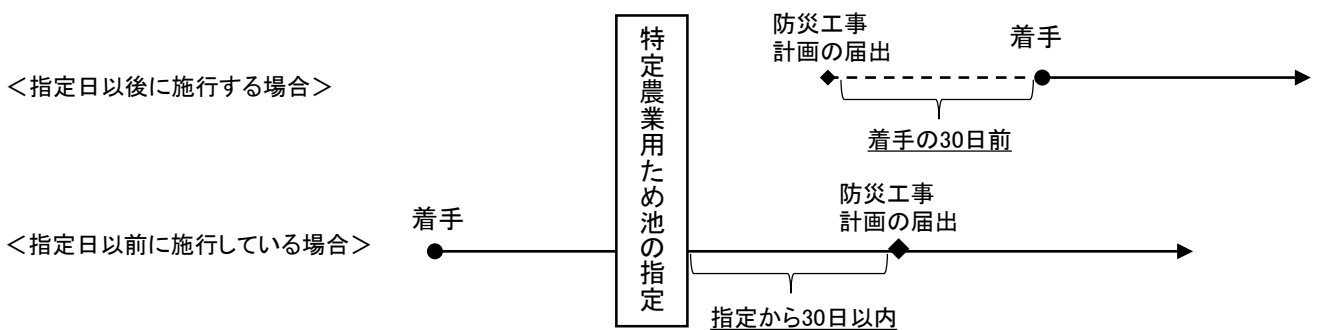 防災工事
計画の届出
着手
＜指定日以後に施行する場合＞
着手の30日前
特定農業用ため池の指定
防災工事
計画の届出
着手
＜指定日以前に施行している場合＞
指定から30日以内